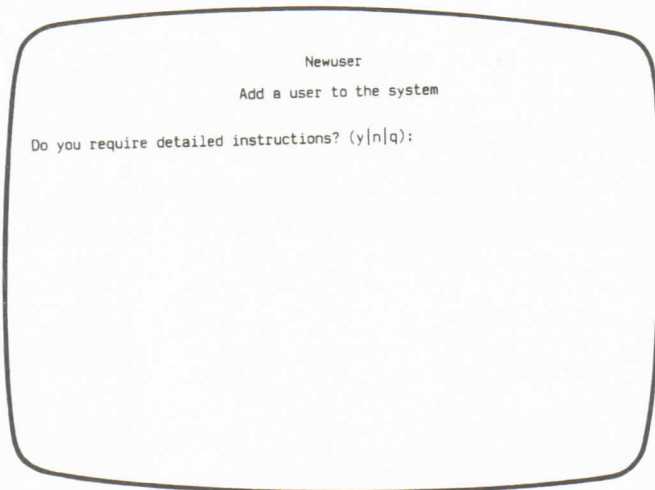 Newuser
Add a user to the system
Do you require detailed instructions? (y|n|q):